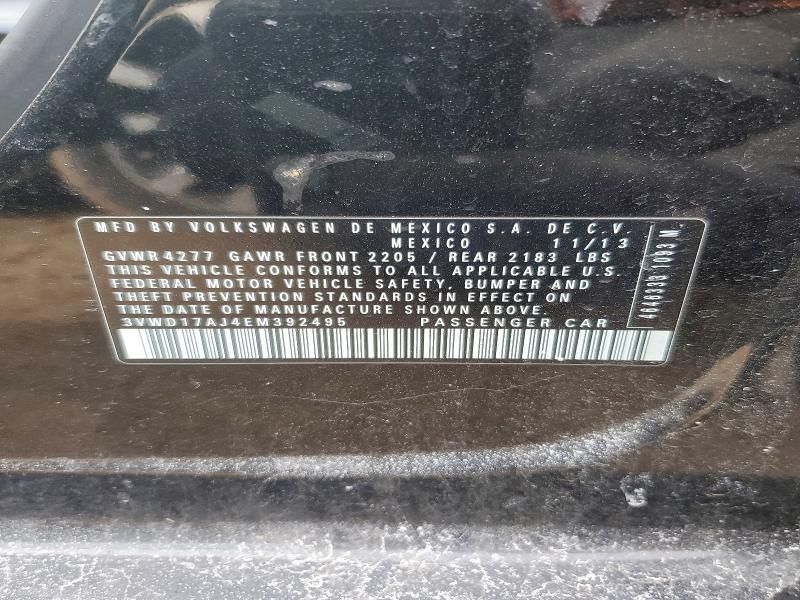 MFD BY VOLKSWAGEN DE MEXICO S.A. DE C.V.
MEXICO 11/13
GVWR 4277 GAWR FRONT 2205 / REAR 2183 LBS
THIS VEHICLE CONFORMS TO ALL APPLICABLE U.S.
FEDERAL MOTOR VEHICLE SAFETY, BUMPER AND
THEFT PREVENTION STANDARDS IN EFFECT ON
THE DATE OF MANUFACTURE SHOWN ABOVE.
3VWD17AJ4EM392495 PASSENGER CAR